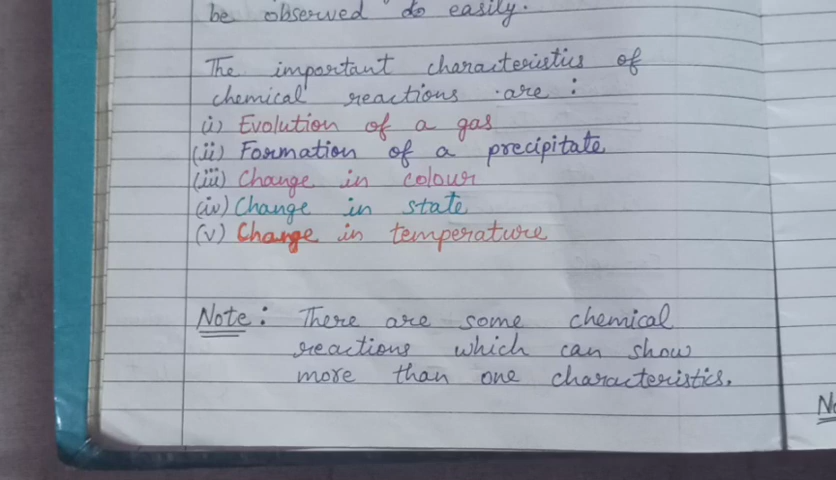 be observed do easily.
The important characteristics of
chemical reactions are :
(i) Evolution of a gas
(ii) Formation of a precipitate
(iii) Change in colour
(iv) Change in state
(v) Change in temperature
Note : There are some chemical
reactions which can show
more than one characteristics.